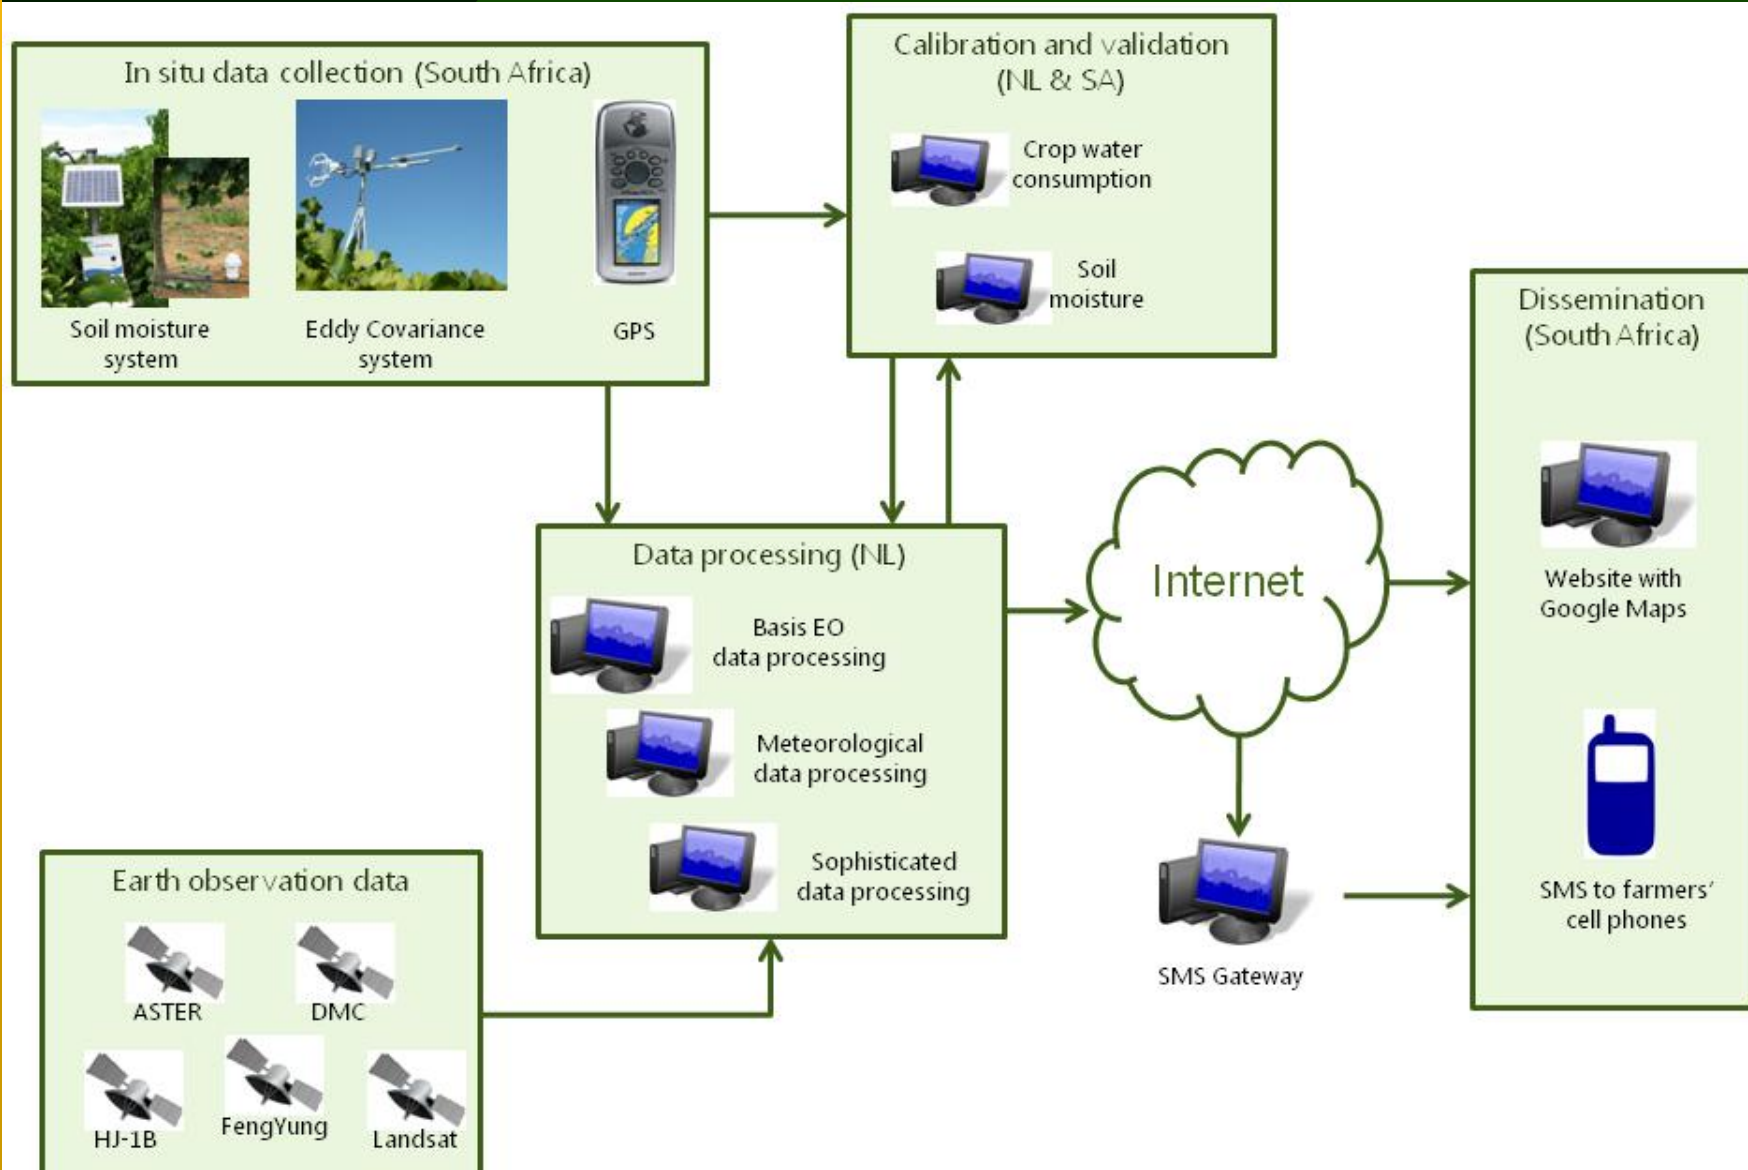 In situ data collection (South Africa)
Soil moisture
system
Eddy Covariance
system
GPS
Calibration and validation
(NL & SA)
Crop water
consumption
Soil
moisture
Dissemination
(South Africa)
Website with
Google Maps
SMS to farmers'
cell phones
Data processing (NL)
Basis EO
data processing
Meteorological
data processing
Sophisticated
data processing
Internet
SMS Gateway
Earth observation data
ASTER
DMC
HJ-1B
FengYung
Landsat